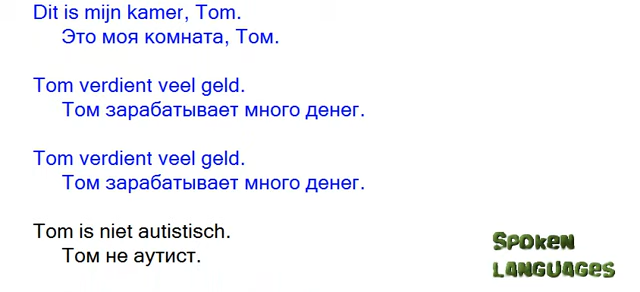 Dit is mijn kamer, Tom.
Это моя комната, Том.
Tom verdient veel geld.
Том зарабатывает много денег.
Tom verdient veel geld.
Том зарабатывает много денег.
Tom is niet autistisch.
Том не аутист.
Spoken
Languages